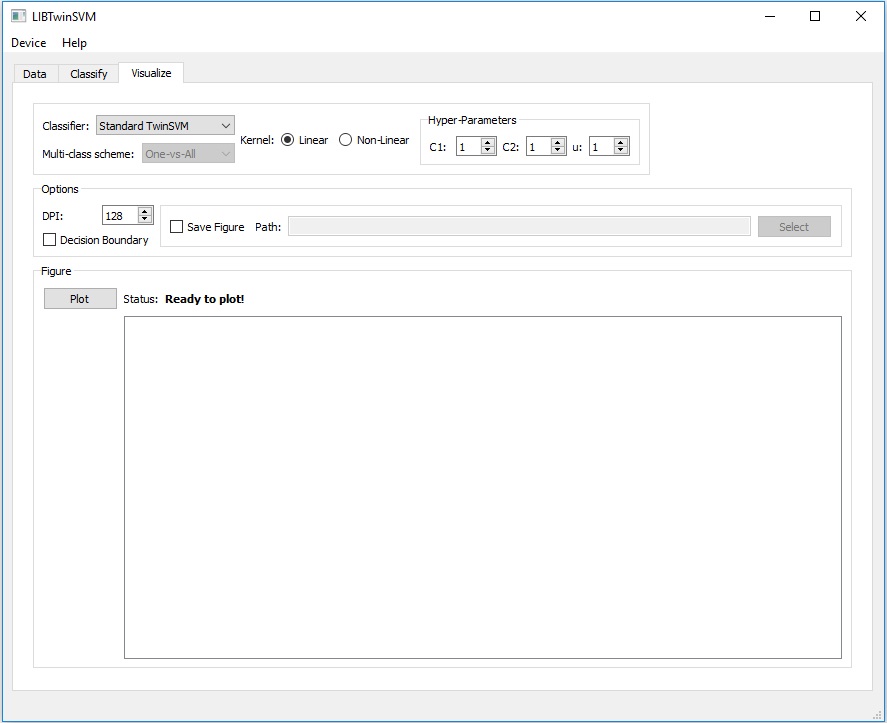 LIBTwinSVM
Device Help
Data Classify Visualize
Classifier: Standard TwinSVM
Multi-class scheme: One-vs-All
Kernel: Linear Non-Linear
Hyper-Parameters
C1: 1 C2: 1 u: 1
Options
DPI: 128
Decision Boundary
Save Figure Path: Select
Figure
Plot Status: Ready to plot!